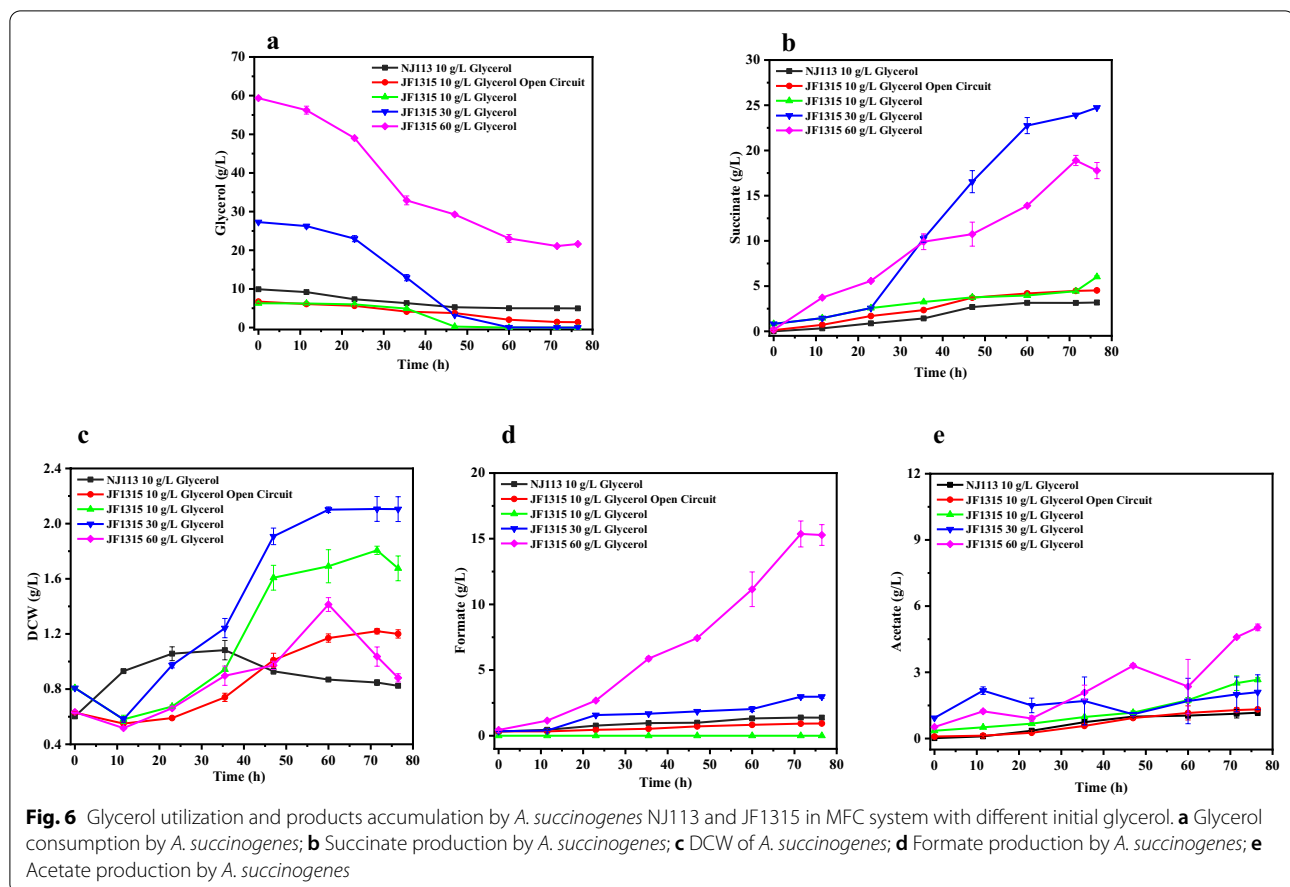 a
70
60
50
40
30
20
10
0
Glycerol (g/L)
NJ113 10 g/L Glycerol
JF1315 10 g/L Glycerol Open Circuit
JF1315 10 g/L Glycerol
JF1315 30 g/L Glycerol
JF1315 60 g/L Glycerol
0 10 20 30 40 50 60 70 80
Time (h)
b
30
25
20
15
10
5
0
Succinate (g/L)
NJ113 10 g/L Glycerol
JF1315 10 g/L Glycerol Open Circuit
JF1315 10 g/L Glycerol
JF1315 30 g/L Glycerol
JF1315 60 g/L Glycerol
0 10 20 30 40 50 60 70 80
Time (h)
c
2.4
2.0
1.6
1.2
0.8
0.4
DCW (g/L)
NJ113 10 g/L Glycerol
JF1315 10 g/L Glycerol Open Circuit
JF1315 10 g/L Glycerol
JF1315 30 g/L Glycerol
JF1315 60 g/L Glycerol
0 10 20 30 40 50 60 70 80
Time (h)
d
20
15
10
5
0
Formate (g/L)
NJ113 10 g/L Glycerol
JF1315 10 g/L Glycerol Open Circuit
JF1315 10 g/L Glycerol
JF1315 30 g/L Glycerol
JF1315 60 g/L Glycerol
0 10 20 30 40 50 60 70 80
Time (h)
e
12
9
6
3
0
Acetate (g/L)
NJ113 10 g/L Glycerol
JF1315 10 g/L Glycerol Open Circuit
JF1315 10 g/L Glycerol
JF1315 30 g/L Glycerol
JF1315 60 g/L Glycerol
0 10 20 30 40 50 60 70 80
Time (h)
Fig. 6 Glycerol utilization and products accumulation by A. succinogenes NJ113 and JF1315 in MFC system with different initial glycerol. a Glycerol
consumption by A. succinogenes; b Succinate production by A. succinogenes; c DCW of A. succinogenes; d Formate production by A. succinogenes; e
Acetate production by A. succinogenes